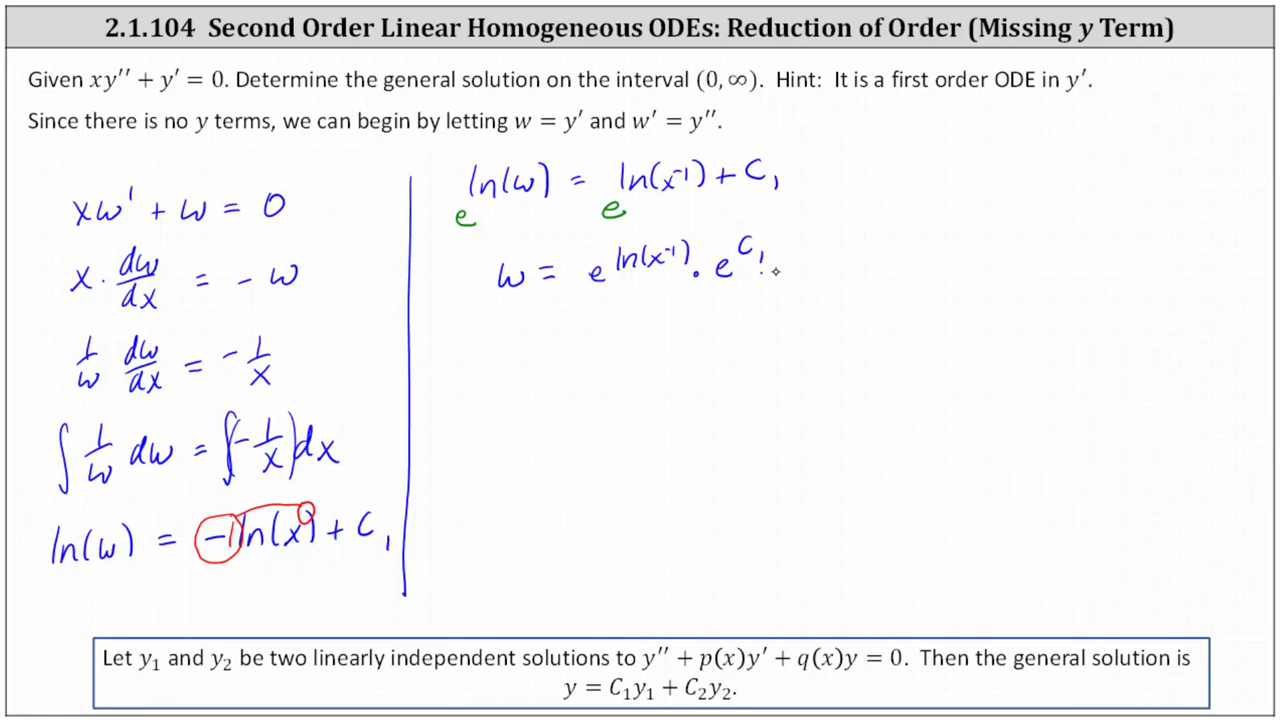 2.1.104 Second Order Linear Homogeneous ODEs: Reduction of Order (Missing y Term)
Given xy′′ + y′ = 0. Determine the general solution on the interval (0, ∞). Hint: It is a first order ODE in y′.
Since there is no y terms, we can begin by letting w = y′ and w′ = y′′.
xw' + w = 0
x · dw/dx = - w
1/w dw/dx = - 1/x
∫ 1/w dw = ∫(- 1/x) dx
ln(w) = -1 ln(x) + C₁
ln(w) = ln(x⁻¹) + C₁
e e
w = e^ln(x⁻¹) · e^C₁
Let y₁ and y₂ be two linearly independent solutions to y′′ + p(x)y′ + q(x)y = 0. Then the general solution is
y = C₁y₁ + C₂y₂.